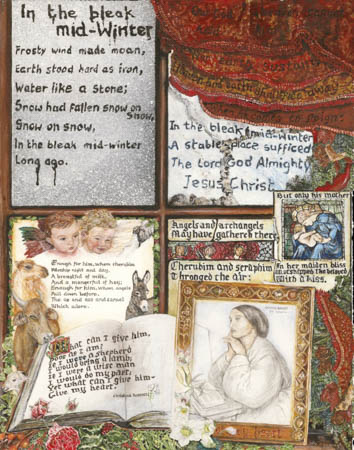 In the bleak
mid-Winter
Frosty wind made moan,
Earth stood hard as iron,
Water like a stone;
Snow had fallen snow on
Snow,
Snow on snow,
In the bleak mid-winter
Long ago.
In the bleak mid-winter
A stable place sufficed
The Lord God Almighty
Jesus Christ
Angels and archangels
May have gathered there
Cherubim and seraphim
Thronged the air:
But only his mother
In her maiden bliss
Worshipped the beloved
With a kiss.
Enough for him, whom cherubim
Worship night and day,
A breastful of milk,
And a mangerful of hay;
Enough for him, whom angels
Fall down before,
The ox and ass and camel
Which adore.
What can I give him,
Poor as I am?
If I were a shepherd
I would bring a lamb;
If I were a wise man
I would do my part;
Yet what can I give him-
Give my heart.
Christina Rossetti